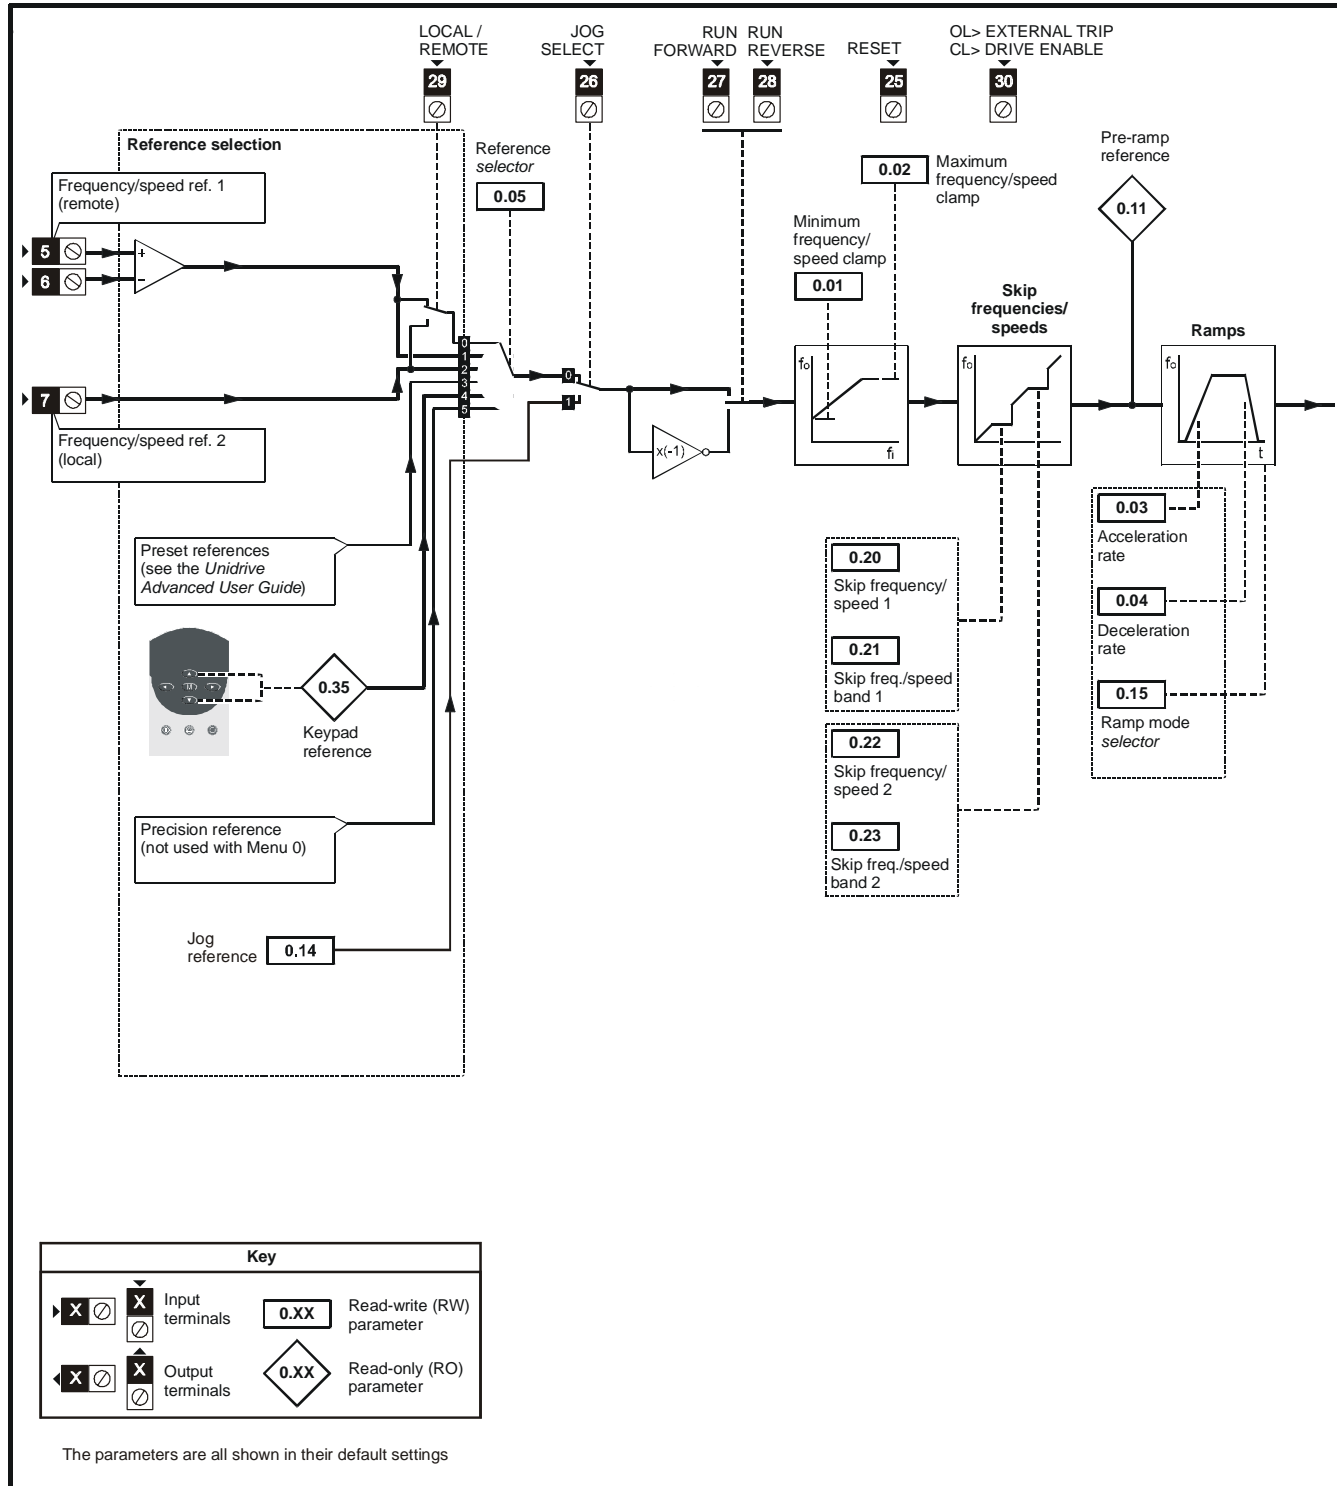 LOCAL /
REMOTE
29
JOG
SELECT
26
RUN
FORWARD
27
RUN
REVERSE
28
RESET
25
OL> EXTERNAL TRIP
CL> DRIVE ENABLE
30
Reference selection
Frequency/speed ref. 1
(remote)
5
6
+
−
7
Frequency/speed ref. 2
(local)
Reference
selector
0.05
0
1
2
3
4
5
0
1
x(-1)
Minimum
frequency/
speed clamp
0.01
0.02
Maximum
frequency/speed
clamp
fo
fi
Skip
frequencies/
speeds
fo
Pre-ramp
reference
0.11
Ramps
fo
t
Preset references
(see the Unidrive
Advanced User Guide)
M
0.35
Keypad
reference
Precision reference
(not used with Menu 0)
Jog
reference
0.14
0.20
Skip frequency/
speed 1
0.21
Skip freq./speed
band 1
0.22
Skip frequency/
speed 2
0.23
Skip freq./speed
band 2
0.03
Acceleration
rate
0.04
Deceleration
rate
0.15
Ramp mode
selector
Key
X
X
Input
terminals
0.XX
Read-write (RW)
parameter
X
X
Output
terminals
0.XX
Read-only (RO)
parameter
The parameters are all shown in their default settings